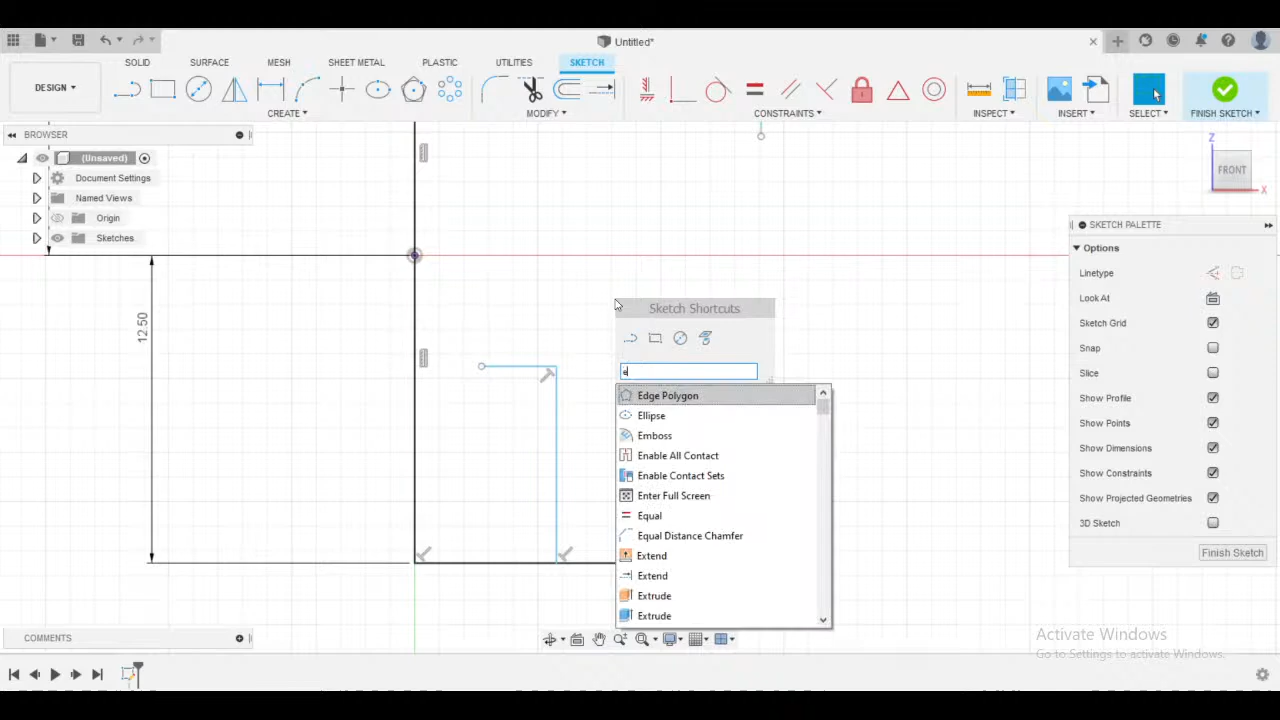 Untitled*
SOLID SURFACE MESH SHEET METAL PLASTIC UTILITIES SKETCH
DESIGN
CREATE MODIFY CONSTRAINTS INSPECT INSERT SELECT FINISH SKETCH
BROWSER
(Unsaved)
Document Settings
Named Views
Origin
Sketches
12.50
Z
FRONT
X
Sketch Shortcuts
e
Edge Polygon
Ellipse
Emboss
Enable All Contact
Enable Contact Sets
Enter Full Screen
Equal
Equal Distance Chamfer
Extend
Extend
Extrude
Extrude
SKETCH PALETTE
Options
Linetype
Look At
Sketch Grid
Snap
Slice
Show Profile
Show Points
Show Dimensions
Show Constraints
Show Projected Geometries
3D Sketch
Finish Sketch
COMMENTS
Activate Windows
Go to Settings to activate Windows.